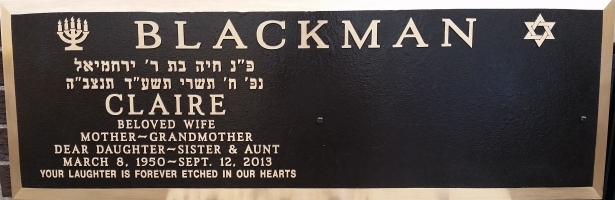 BLACKMAN
פ"נ חיה בת ר' ירחמיאל
נפ' ח' תשרי תשע"ד תנצב"ה
CLAIRE
BELOVED WIFE
MOTHER~GRANDMOTHER
DEAR DAUGHTER~SISTER & AUNT
MARCH 8, 1950~SEPT. 12, 2013
YOUR LAUGHTER IS FOREVER ETCHED IN OUR HEARTS